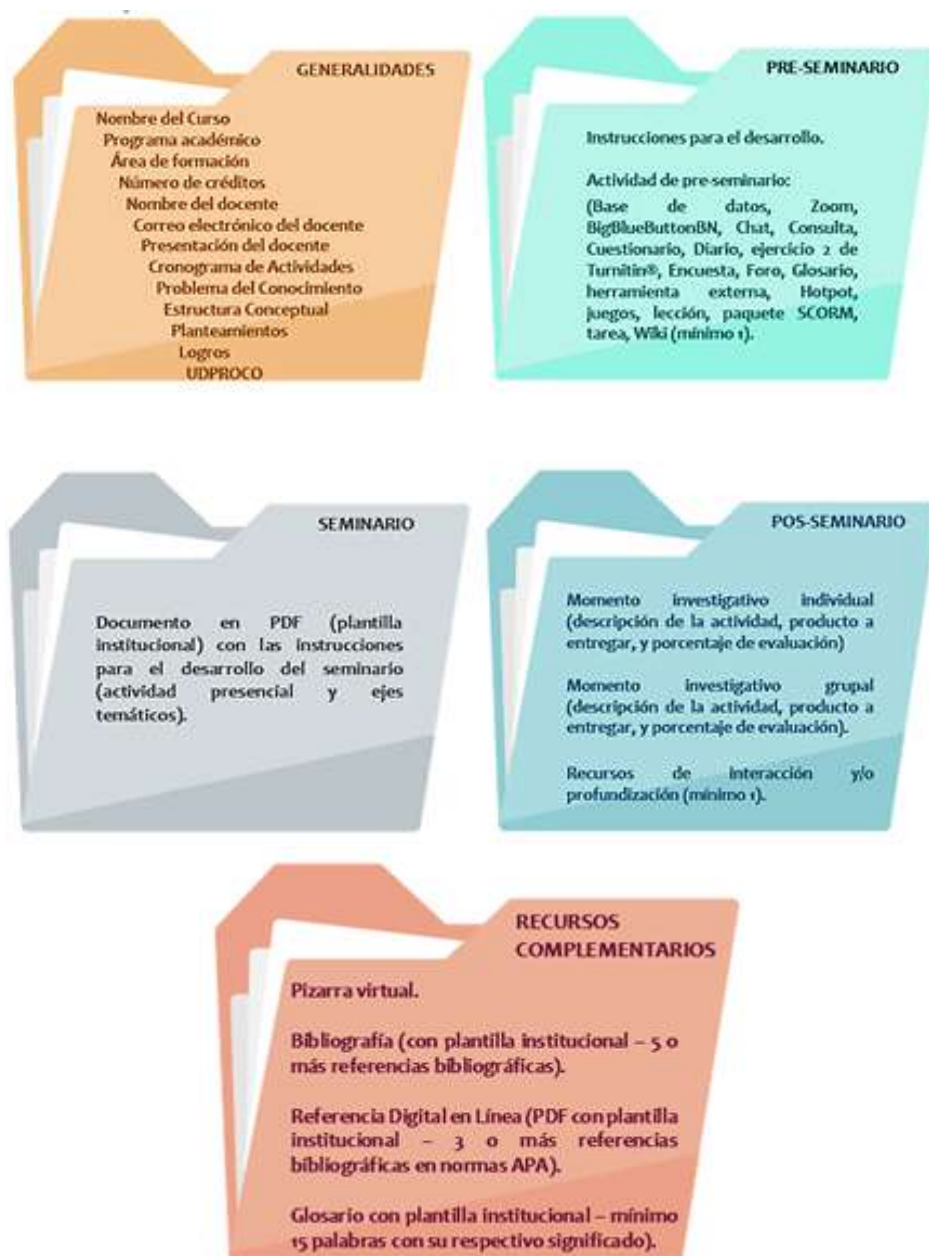 GENERALIDADES
Nombre del Curso
Programa académico
Área de formación
Número de créditos
Nombre del docente
Correo electrónico del docente
Presentación del docente
Cronograma de Actividades
Problema del Conocimiento
Estructura Conceptual
Planteamientos
Logros
UDPROCO
PRE-SEMINARIO
Instrucciones para el desarrollo.
Actividad de pre-seminario:
(Base de datos, Zoom,
BigBlueButtonBN, Chat, Consulta,
Cuestionario, Diario, ejercicio 2 de
Turnitin®, Encuesta, Foro, Glosario,
herramienta externa, Hotpot,
juegos, lección, paquete SCORM,
tarea, Wiki (mínimo 1).
SEMINARIO
Documento en PDF (plantilla
institucional) con las instrucciones
para el desarrollo del seminario
(actividad presencial y ejes
temáticos).
POS-SEMINARIO
Momento investigativo individual
(descripción de la actividad, producto a
entregar, y porcentaje de evaluación)
Momento investigativo grupal
(descripción de la actividad, producto a
entregar, y porcentaje de evaluación).
Recursos de interacción y/o
profundización (mínimo 1).
RECURSOS
COMPLEMENTARIOS
Pizarra virtual.
Bibliografía (con plantilla institucional – 5 o
más referencias bibliográficas).
Referencia Digital en Línea (PDF con plantilla
institucional – 3 o más referencias
bibliográficas en normas APA).
Glosario con plantilla institucional – mínimo
15 palabras con su respectivo significado).